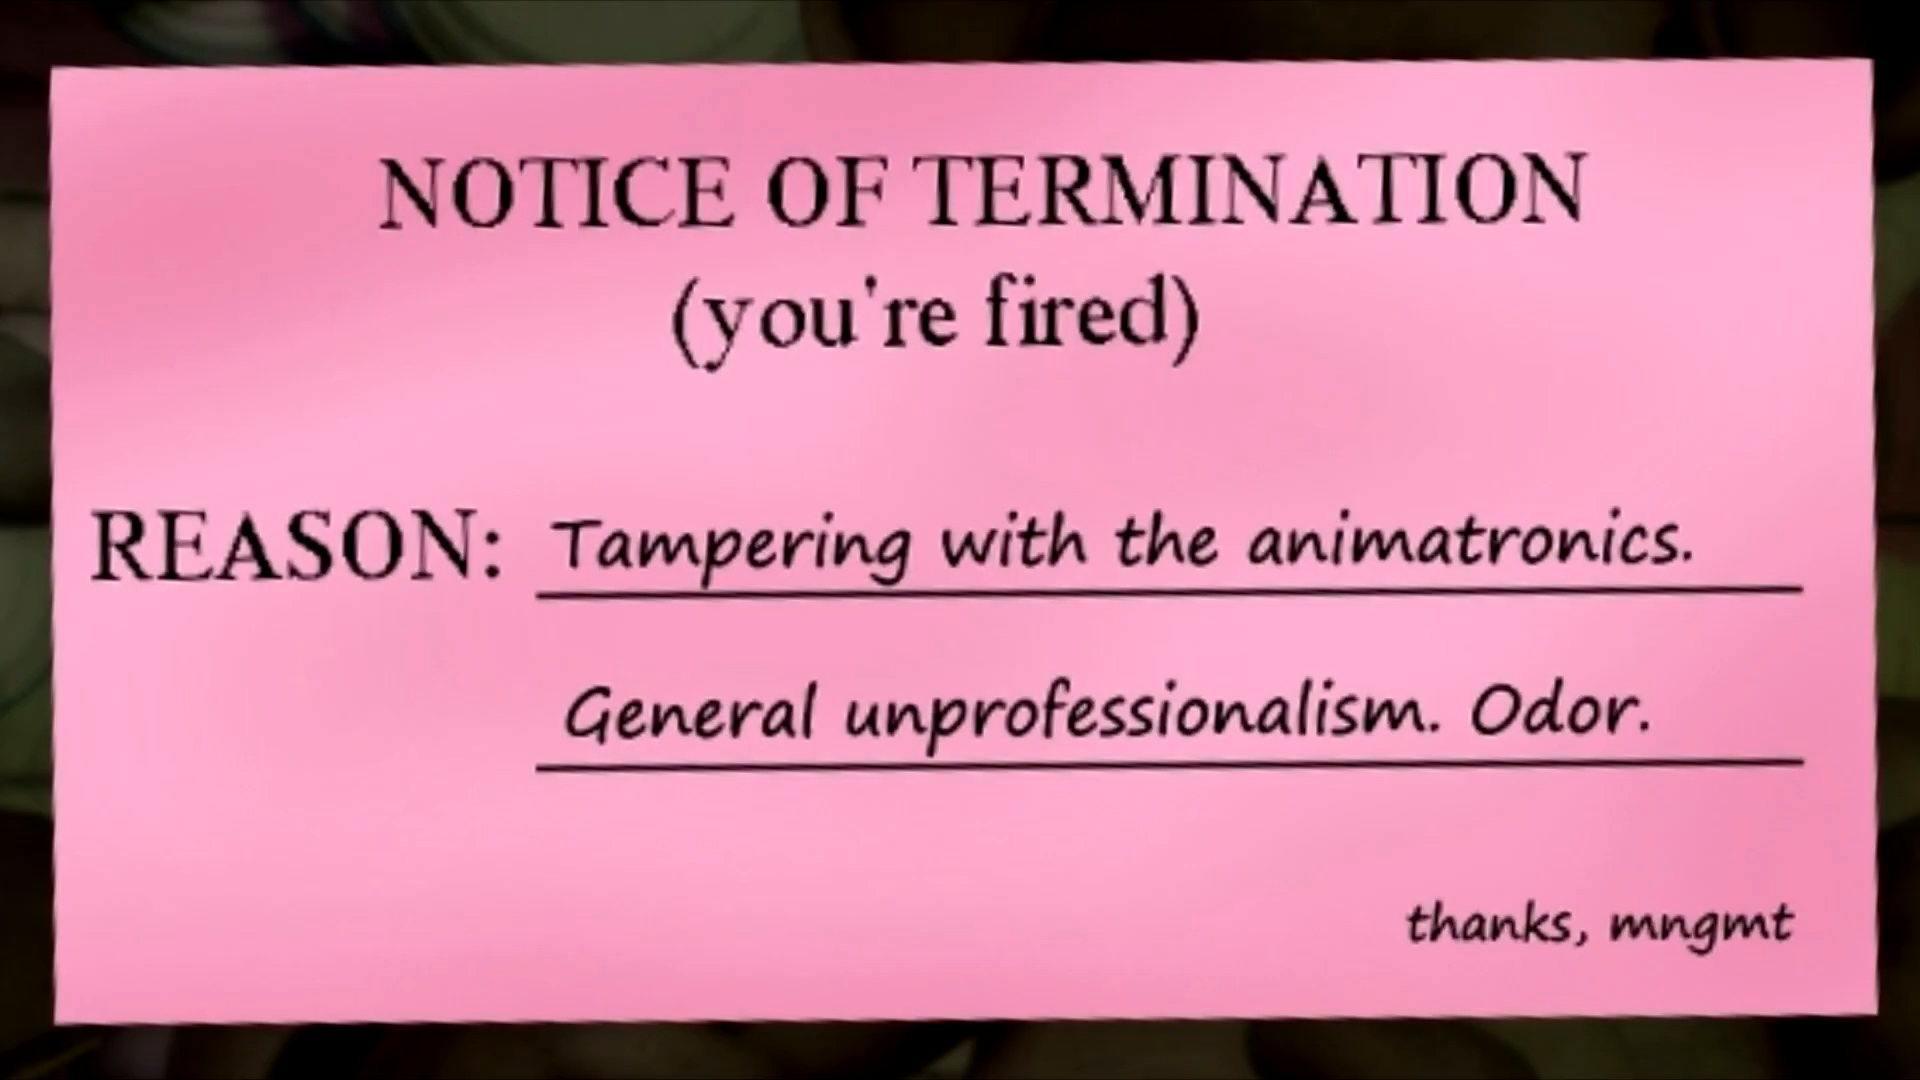 NOTICE OF TERMINATION
(you're fired)
REASON: Tampering with the animatronics.
General unprofessionalism. Odor.
thanks, mngmt